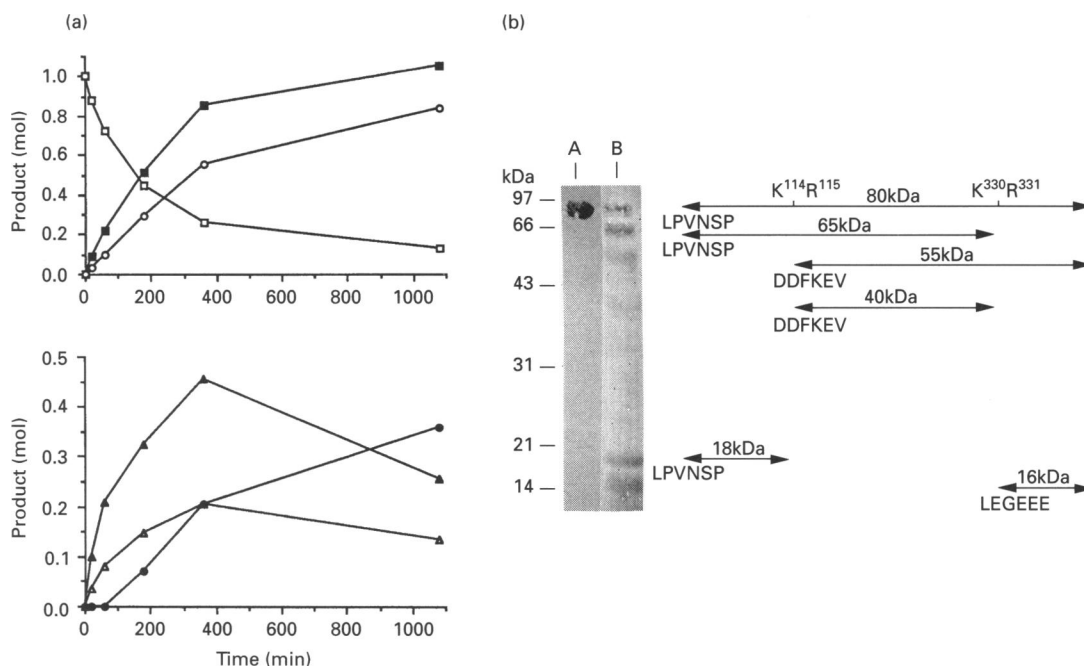 (a)
1.0
0.8
0.6
0.4
0.2
0.0
Product (mol)
0 200 400 600 800 1000
0.5
0.4
0.3
0.2
0.1
0.0
Product (mol)
0 200 400 600 800 1000
Time (min)
(b)
A B
kDa
97
66
43
31
21
14
K114R115 K330R331
80kDa
LPVNSP
65kDa
LPVNSP
55kDa
DDFKEV
40kDa
DDFKEV
18kDa
LPVNSP
16kDa
LEGEEE